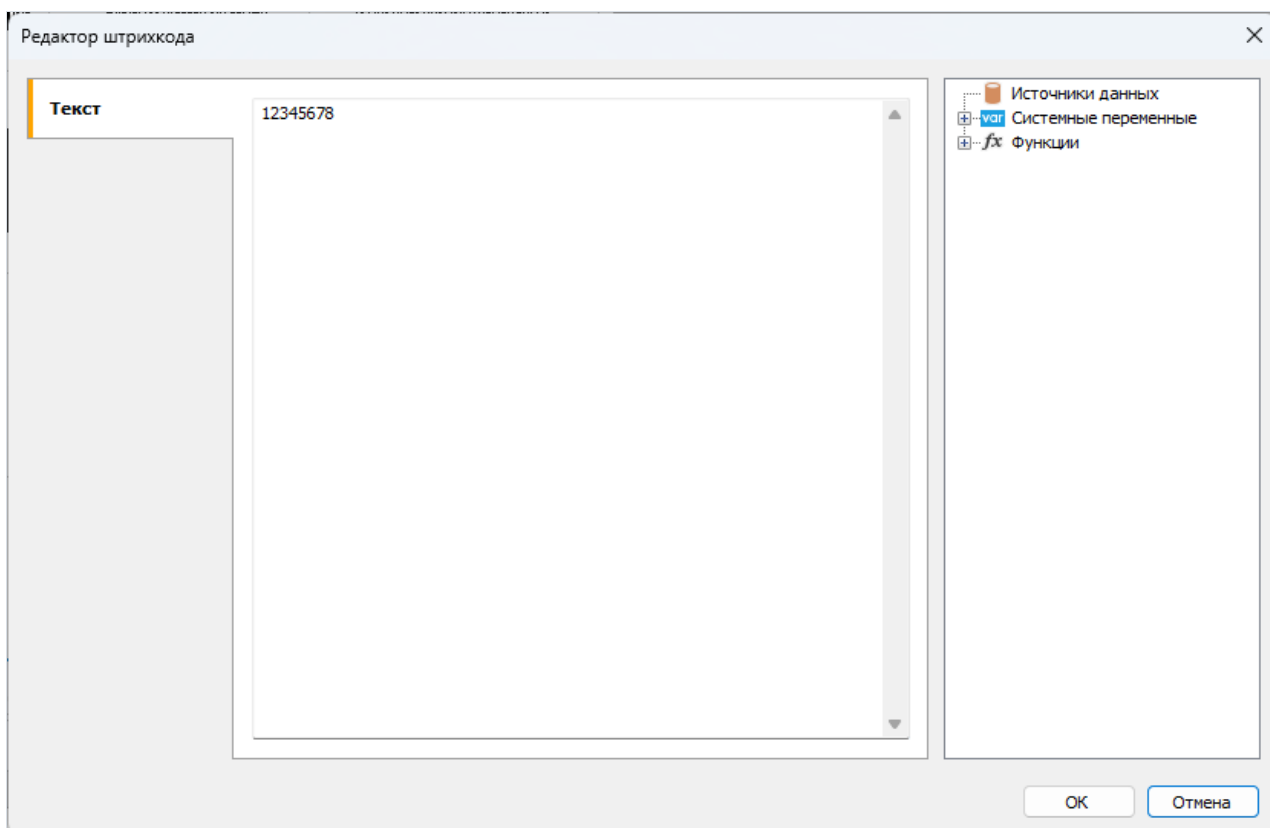 Редактор штрихкода
Текст
12345678
Источники данных
var Системные переменные
fx Функции
OK
Отмена